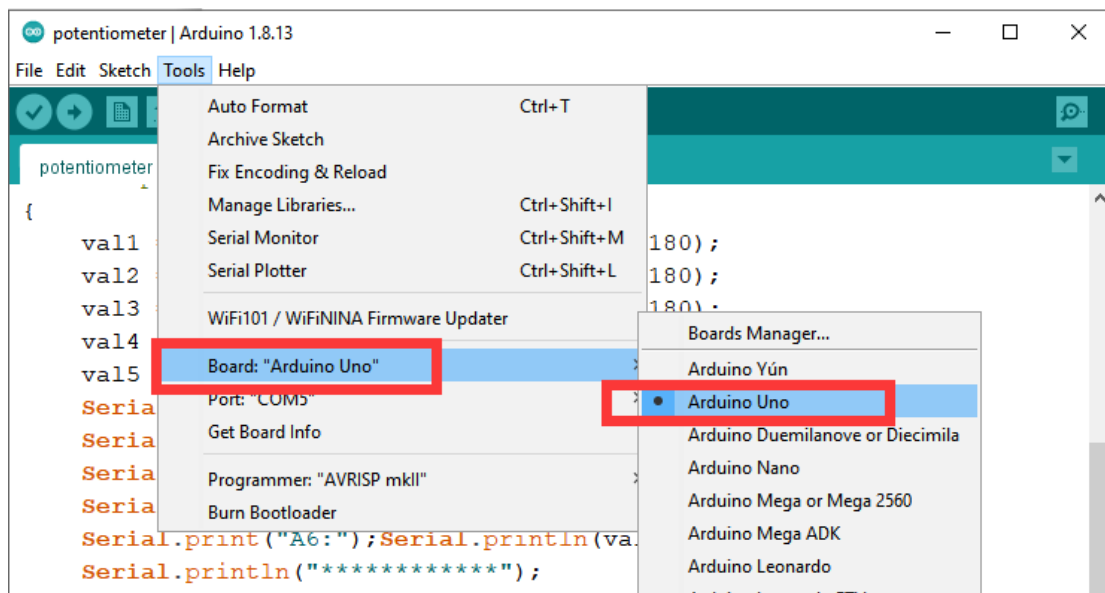 potentiometer | Arduino 1.8.13
File Edit Sketch Tools Help
Auto Format Ctrl+T
Archive Sketch
potentiometer
Fix Encoding & Reload
{
Manage Libraries... Ctrl+Shift+I
val1 180);
Serial Monitor Ctrl+Shift+M
val2 180);
Serial Plotter Ctrl+Shift+L
val3 180);
WiFi101 / WiFiNINA Firmware Updater
Boards Manager...
val4
Board: "Arduino Uno"
Arduino Yún
val5
Port: "COM5"
Arduino Uno
Seria
Get Board Info
Arduino Duemilanove or Diecimila
Seria
Arduino Nano
Seria
Programmer: "AVRISP mkII"
Arduino Mega or Mega 2560
Seria
Burn Bootloader
Arduino Mega ADK
Serial.print("A6:");Serial.println(va
Arduino Leonardo
Serial.println("************");